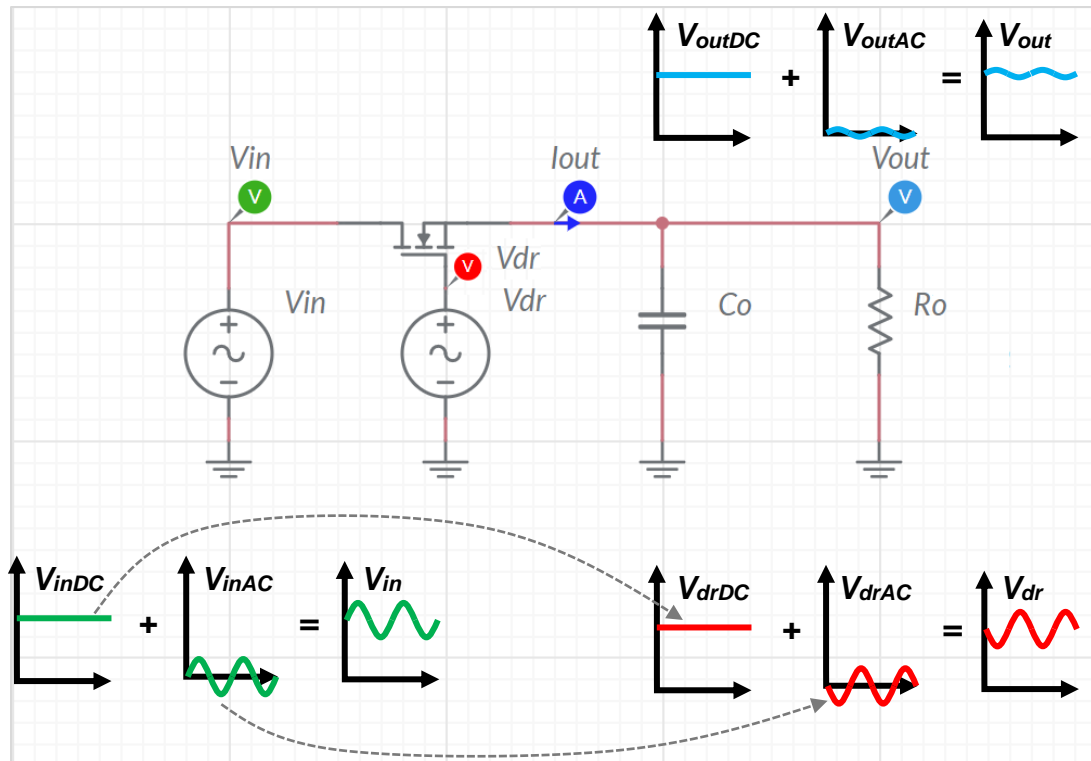 VoutDC + VoutAC = Vout
Vin Iout Vout
V A V
V Vdr
Vin Vdr Co Ro
VinDC + VinAC = Vin VdrDC + VdrAC = Vdr